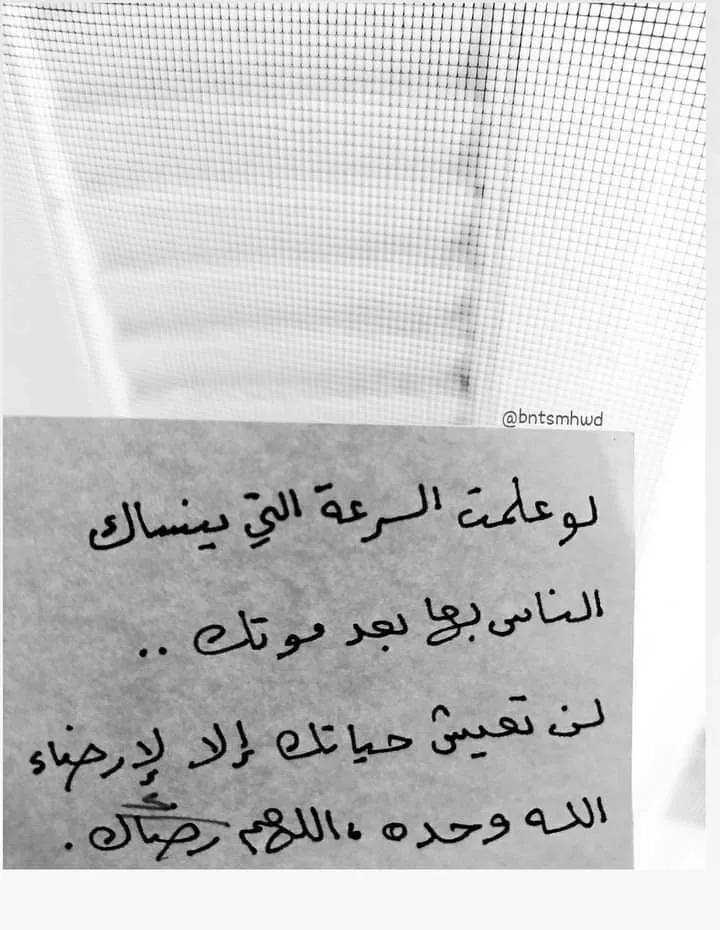 @bntsmhwd
لو علمت السرعة التي ينساك
الناس بها بعد موتك ..
لن تعيش حياتك إلا لإرضاء
الله وحده ، اللهم رضاك .